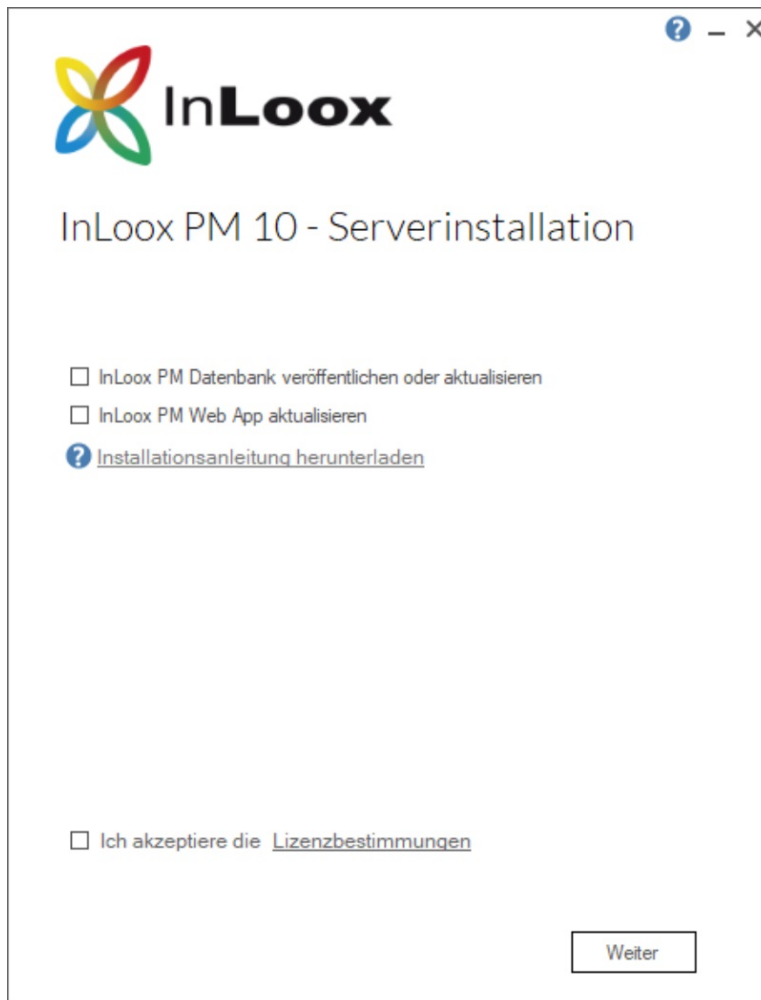 ?
InLoox
InLoox PM 10 - Serverinstallation
InLoox PM Datenbank veröffentlichen oder aktualisieren
InLoox PM Web App aktualisieren
? Installationsanleitung herunterladen
Ich akzeptiere die Lizenzbestimmungen
Weiter